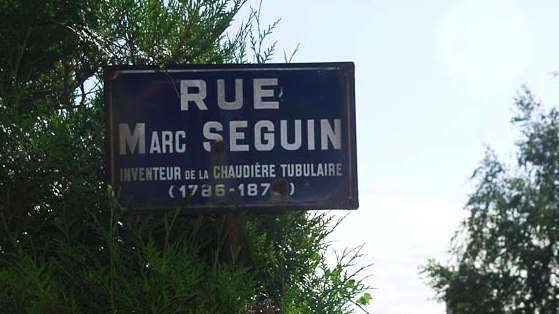 RUE
MARC SEGUIN
INVENTEUR DE LA CHAUDIÈRE TUBULAIRE